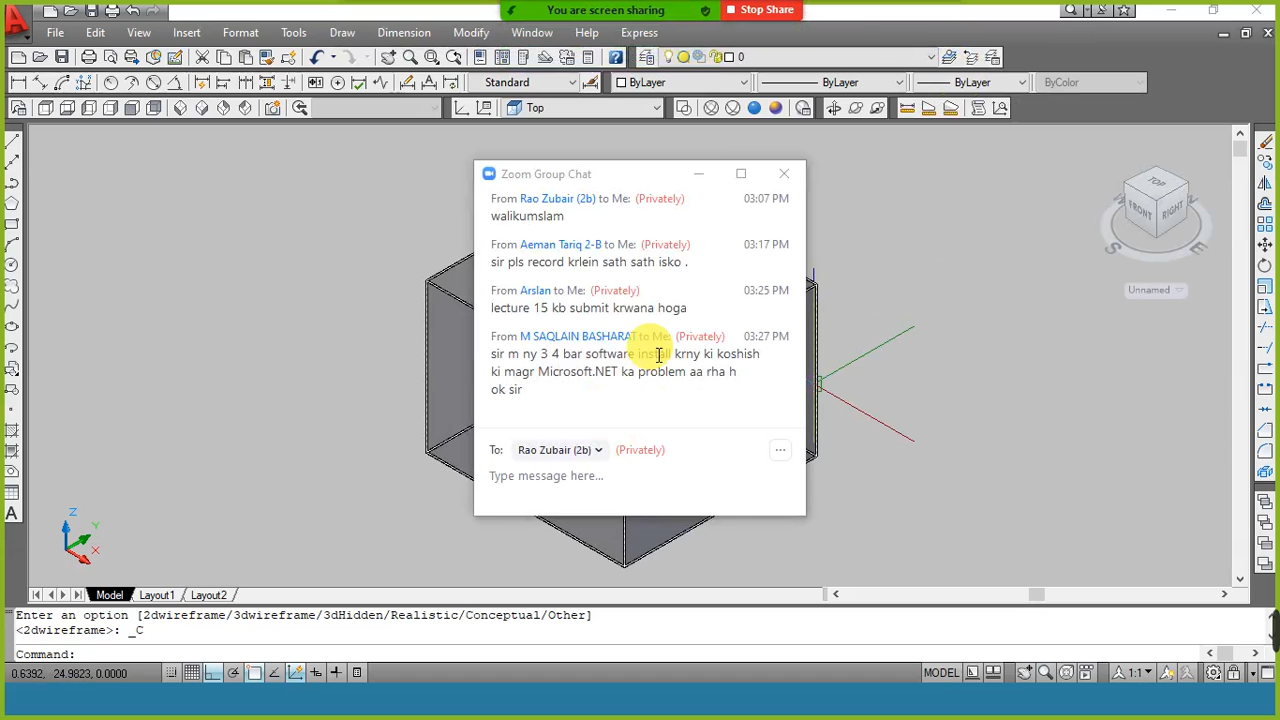 You are screen sharing
Stop Share
File Edit View Insert Format Tools Draw Dimension Modify Window Help Express
0
Standard ByLayer ByLayer ByLayer ByColor
Top
Zoom Group Chat
From Rao Zubair (2b) to Me: (Privately) 03:07 PM
walikumslam
From Aeman Tariq 2-B to Me: (Privately) 03:17 PM
sir pls record krlein sath sath isko .
From Arslan to Me: (Privately) 03:25 PM
lecture 15 kb submit krwana hoga
From M SAQLAIN BASHARAT to Me: (Privately) 03:27 PM
sir m ny 3 4 bar software install krny ki koshish
ki magr Microsoft.NET ka problem aa rha h
ok sir
To: Rao Zubair (2b) (Privately)
Type message here...
TOP
FRONT RIGHT
S E
Unnamed
Z
Y
X
Model Layout1 Layout2
Enter an option [2dwireframe/3dwireframe/3dHidden/Realistic/Conceptual/Other]
<2dwireframe>: _C
Command:
0.6392, -24.9823, 0.0000 MODEL 1:1